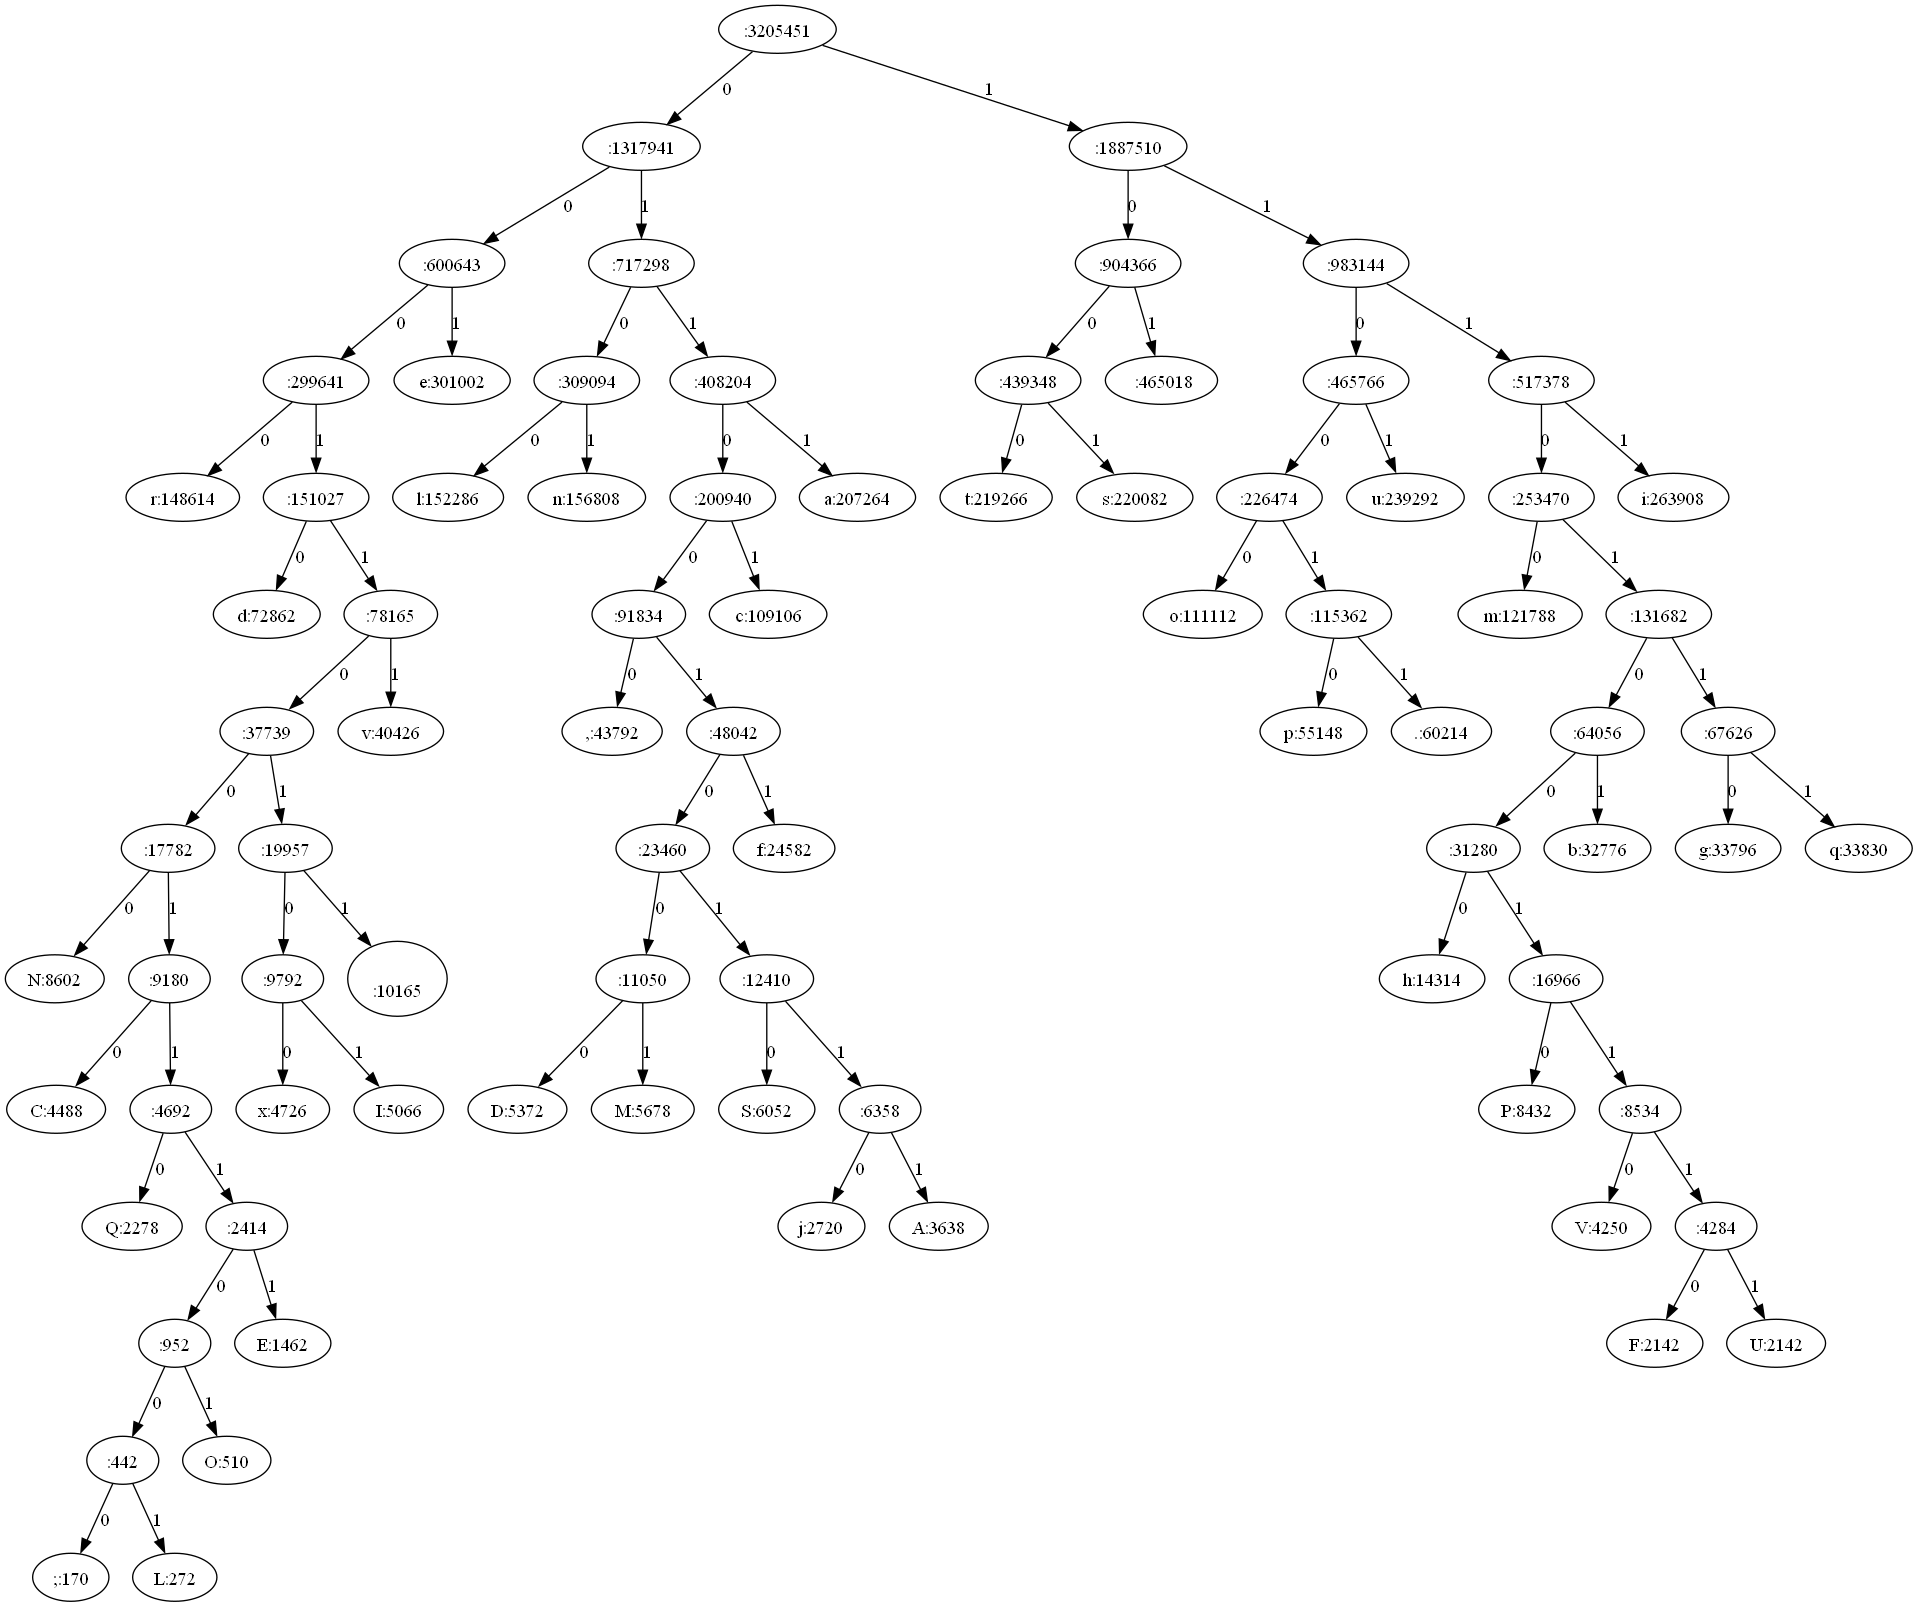 :3205451
0 1
:1317941 :1887510
0 1 0 1
:600643 :717298 :904366 :983144
0 1 0 1 0 1 0 1
:299641 e:301002 :309094 :408204 :439348 :465018 :465766 :517378
0 1 0 1 0 1 0 1 0 1 0 1
r:148614 :151027 l:152286 n:156808 :200940 a:207264 t:219266 s:220082 :226474 u:239292 :253470 i:263908
0 1 0 1 0 1 0 1
d:72862 :78165 :91834 c:109106 o:111112 :115362 m:121788 :131682
0 1 0 1 0 1 0 1
:37739 v:40426 ,:43792 :48042 p:55148 .:60214 :64056 :67626
0 1 0 1 0 1 0 1
:17782 :19957 :23460 f:24582 :31280 b:32776 g:33796 q:33830
0 1 0 1 0 1 0 1
N:8602 :9180 :9792 :10165 :11050 :12410 h:14314 :16966
0 1 0 1 0 1 0 1 0 1
C:4488 :4692 x:4726 I:5066 D:5372 M:5678 S:6052 :6358 P:8432 :8534
0 1 0 1 0 1
Q:2278 :2414 j:2720 A:3638 V:4250 :4284
0 1 0 1
:952 E:1462 F:2142 U:2142
0 1
:442 O:510
0 1
;:170 L:272